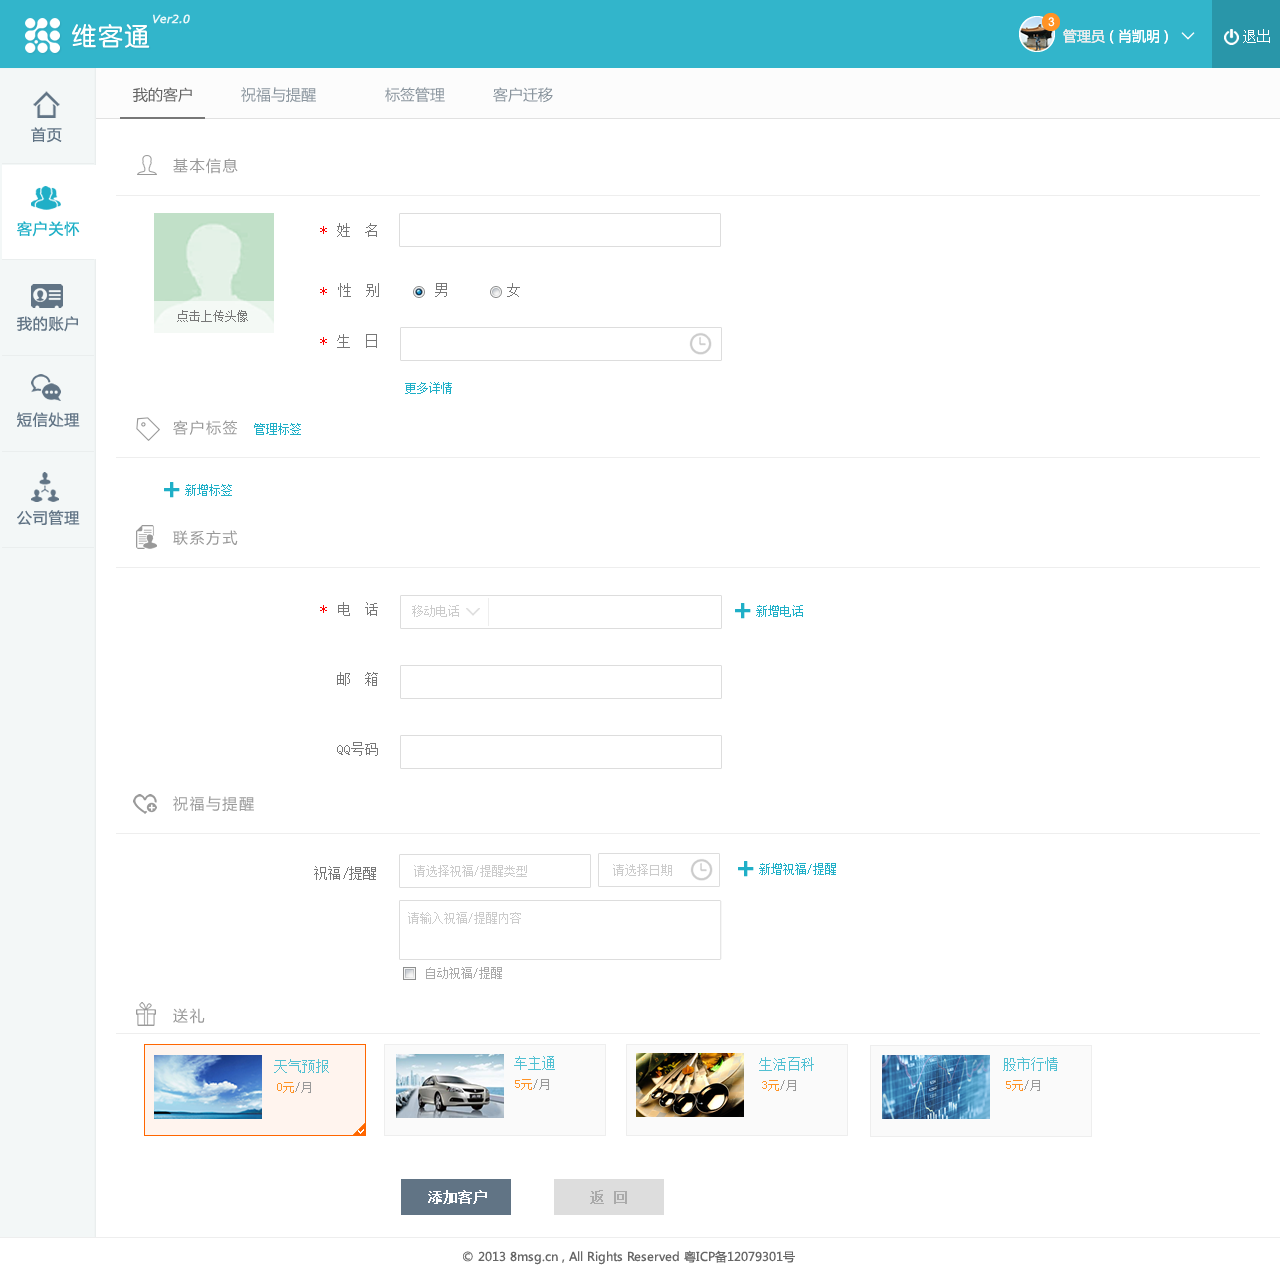 维客通 Ver2.0
3
管理员 ( 肖凯明 )
退出
首页
客户关怀
我的账户
短信处理
公司管理
我的客户 祝福与提醒 标签管理 客户迁移
基本信息
点击上传头像
* 姓 名
* 性 别 男 女
* 生 日
更多详情
客户标签 管理标签
新增标签
联系方式
* 电 话 移动电话 新增电话
邮 箱
QQ号码
祝福与提醒
祝福/提醒 请选择祝福/提醒类型 请选择日期 新增祝福/提醒
请输入祝福/提醒内容
自动祝福/提醒
送礼
天气预报
0元/月
车主通
5元/月
生活百科
3元/月
股市行情
5元/月
添加客户 返 回
© 2013 8msg.cn , All Rights Reserved 粤ICP备12079301号